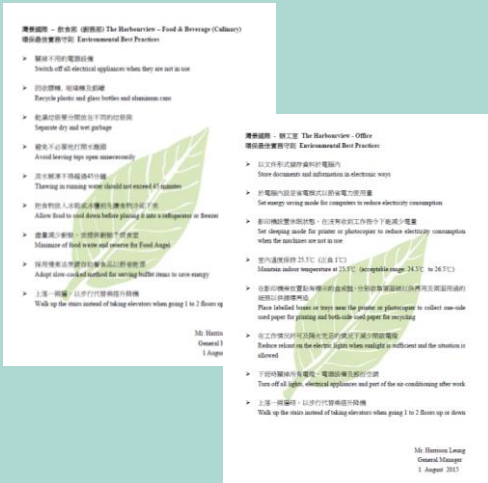 灣景國際 - 飲食部 (廚務部) The Harbourview – Food & Beverage (Culinary)
環保最佳實務守則 Environmental Best Practices
關掉不用的電器設備
Switch off all electrical appliances when they are not in use
回收膠樽, 玻璃樽及鋁罐
Recycle plastic and glass bottles and aluminum cans
Separate dry and wet garbage
避免不必要地打開水龍頭
Avoid leaving taps open unnecessarily
流水解凍不得超過45分鐘
Thawing in running water should not exceed 45 minutes
Allow food to cool down before placing it into a refrigerator or freezer
Minimize of food waste and reserve for Food Angel
Adopt slow-cooked method for serving buffet items to save energy
上落一兩層，以步行代替乘搭升降機
Walk up the stairs instead of taking elevators when going 1 to 2 floors up
Mr. Harris
General M
1 Augu
灣景國際 - 辦工室 The Harbourview - Office
環保最佳實務守則 Environmental Best Practices
以文件形式儲存資料於電腦內
Store documents and information in electronic ways
於電腦內設定省電模式以節省電力使用量
Set energy saving mode for computers to reduce electricity consumption
Set sleeping mode for printer or photocopier to reduce electricity consumption
when the machines are not in use
室內溫度保持 25.5℃ (正負 1℃)
Maintain indoor temperature at 25.5℃ (acceptable range: 24.5℃ to 26.5℃)
Place labelled boxes or trays near the printer or photocopier to collect one-side
used paper for printing and both-side used paper for recycling
Reduce reliant on the electric lights when sunlight is sufficient and the situation is
allowed
下班時關掉所有電燈、電器設備及部份空調
Turn off all lights, electrical appliances and part of the air-conditioning after work
上落一兩層時，以步行代替乘搭升降機
Walk up the stairs instead of taking elevators when going 1 to 2 floors up or down
Mr. Harrison Leung
General Manager
1 August 2015